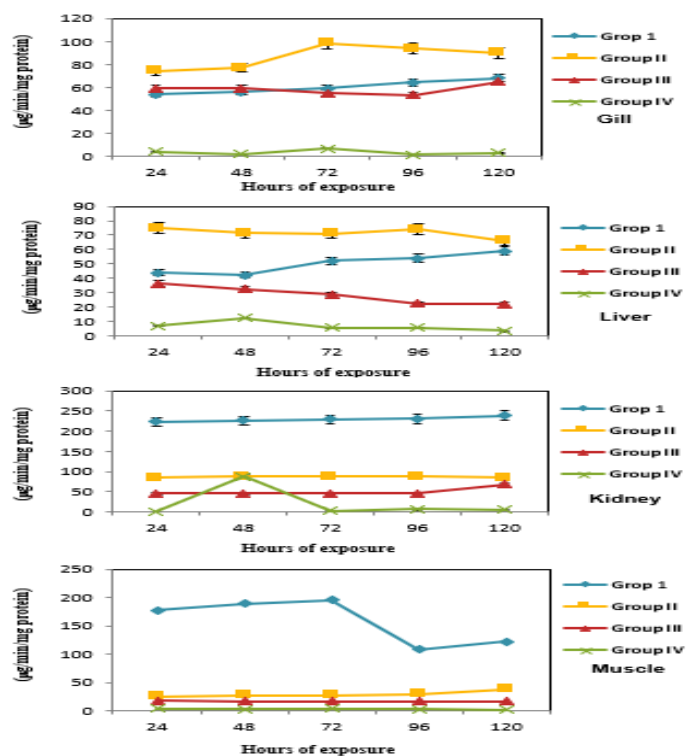 (µg/min/mg protein)
120
100
80
60
40
20
0
24 48 72 96 120
Hours of exposure
Grop 1
Group II
Group III
Group IV
Gill
(µg/min/mg protein)
90
80
70
60
50
40
30
20
10
0
24 48 72 96 120
Hours of exposure
Grop 1
Group II
Group III
Group IV
Liver
(µg/min/mg protein)
300
250
200
150
100
50
0
24 48 72 96 120
Hours of exposure
Grop 1
Group II
Group III
Group IV
Kidney
(µg/min/mg protein)
250
200
150
100
50
0
24 48 72 96 120
Hours of exposure
Grop 1
Group II
Group III
Group IV
Muscle